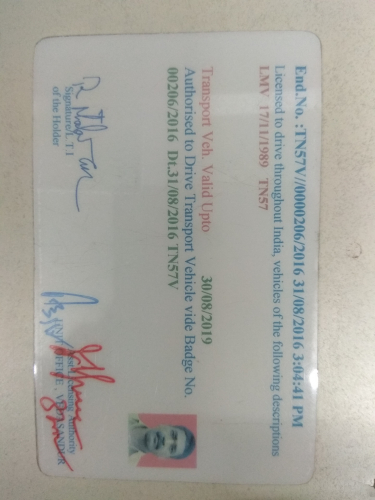 End.No. :TN57V//0000206/2016 31/08/2016 3:04:41 PM
Licensed to drive throughout India, vehicles of the following descriptions
LMV 17/11/1989 TN57
Transport Veh. Valid Upto 30/08/2019
Authorised to Drive Transport Vehicle vide Badge No.
00206/2016 Dt.31/08/2016 TN57V
Signature/L.T.I
of the Holder
Authority
OFFICE